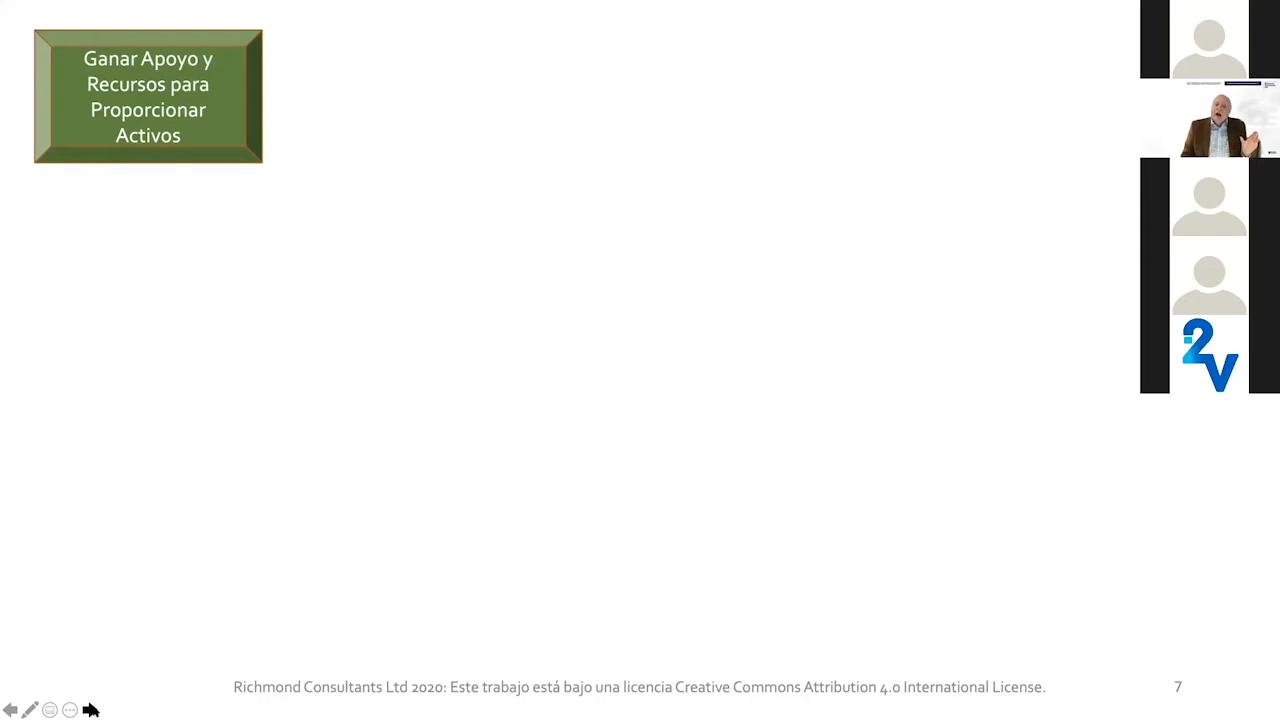 Ganar Apoyo y
Recursos para
Proporcionar
Activos
2V
Richmond Consultants Ltd 2020: Este trabajo está bajo una licencia Creative Commons Attribution 4.0 International License.
7